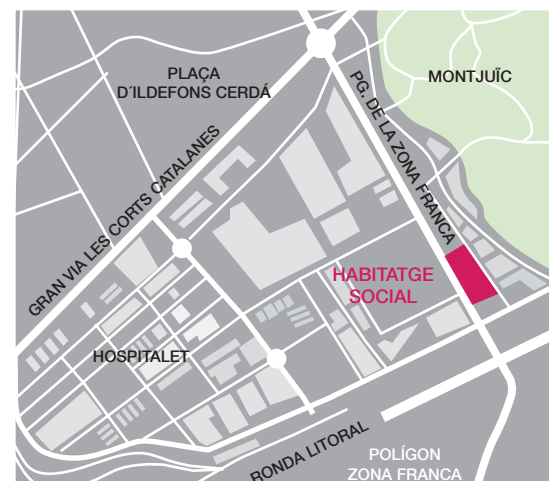 PLAÇA
D´ILDEFONS CERDÁ
MONTJUÏC
PG. DE LA ZONA FRANCA
GRAN VIA LES CORTS CATALANES
HABITATGE
SOCIAL
HOSPITALET
RONDA LITORAL
POLÍGON
ZONA FRANCA